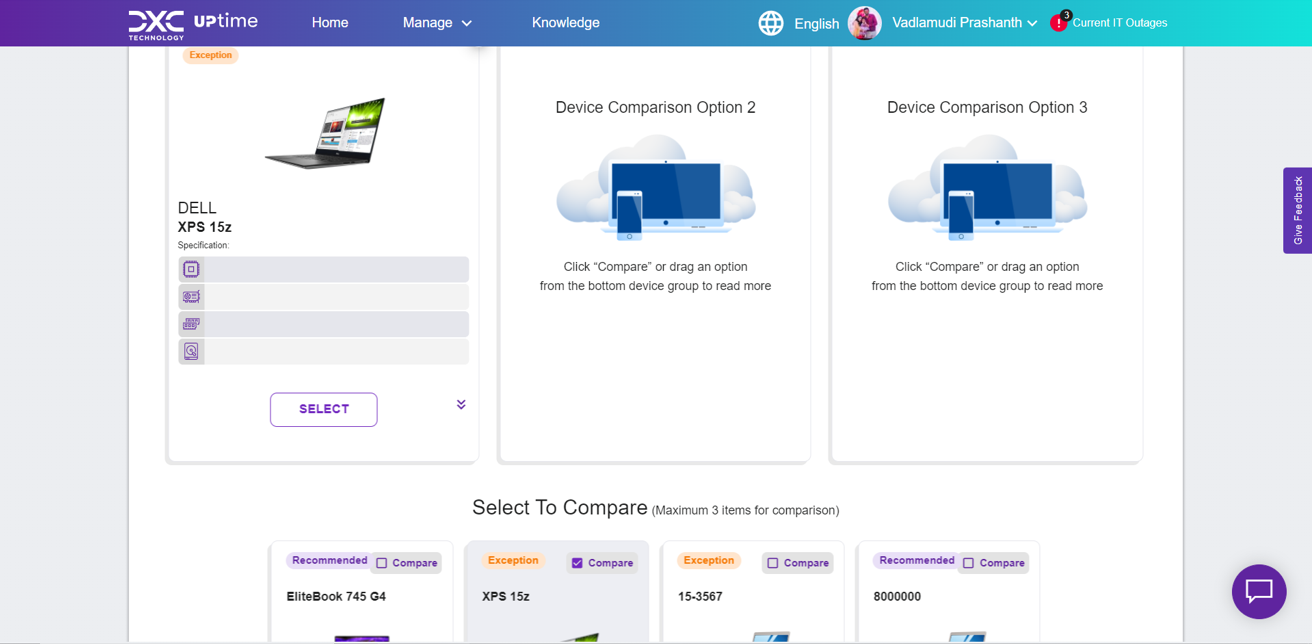 DXC TECHNOLOGY UPtime
Home
Manage
Knowledge
English
Vadlamudi Prashanth
3
Current IT Outages
Exception
DELL
XPS 15z
Specification:
SELECT
Device Comparison Option 2
Click “Compare” or drag an option
from the bottom device group to read more
Device Comparison Option 3
Click “Compare” or drag an option
from the bottom device group to read more
Give Feedback
Select To Compare (Maximum 3 items for comparison)
Recommended Compare
EliteBook 745 G4
Exception Compare
XPS 15z
Exception Compare
15-3567
Recommended Compare
8000000